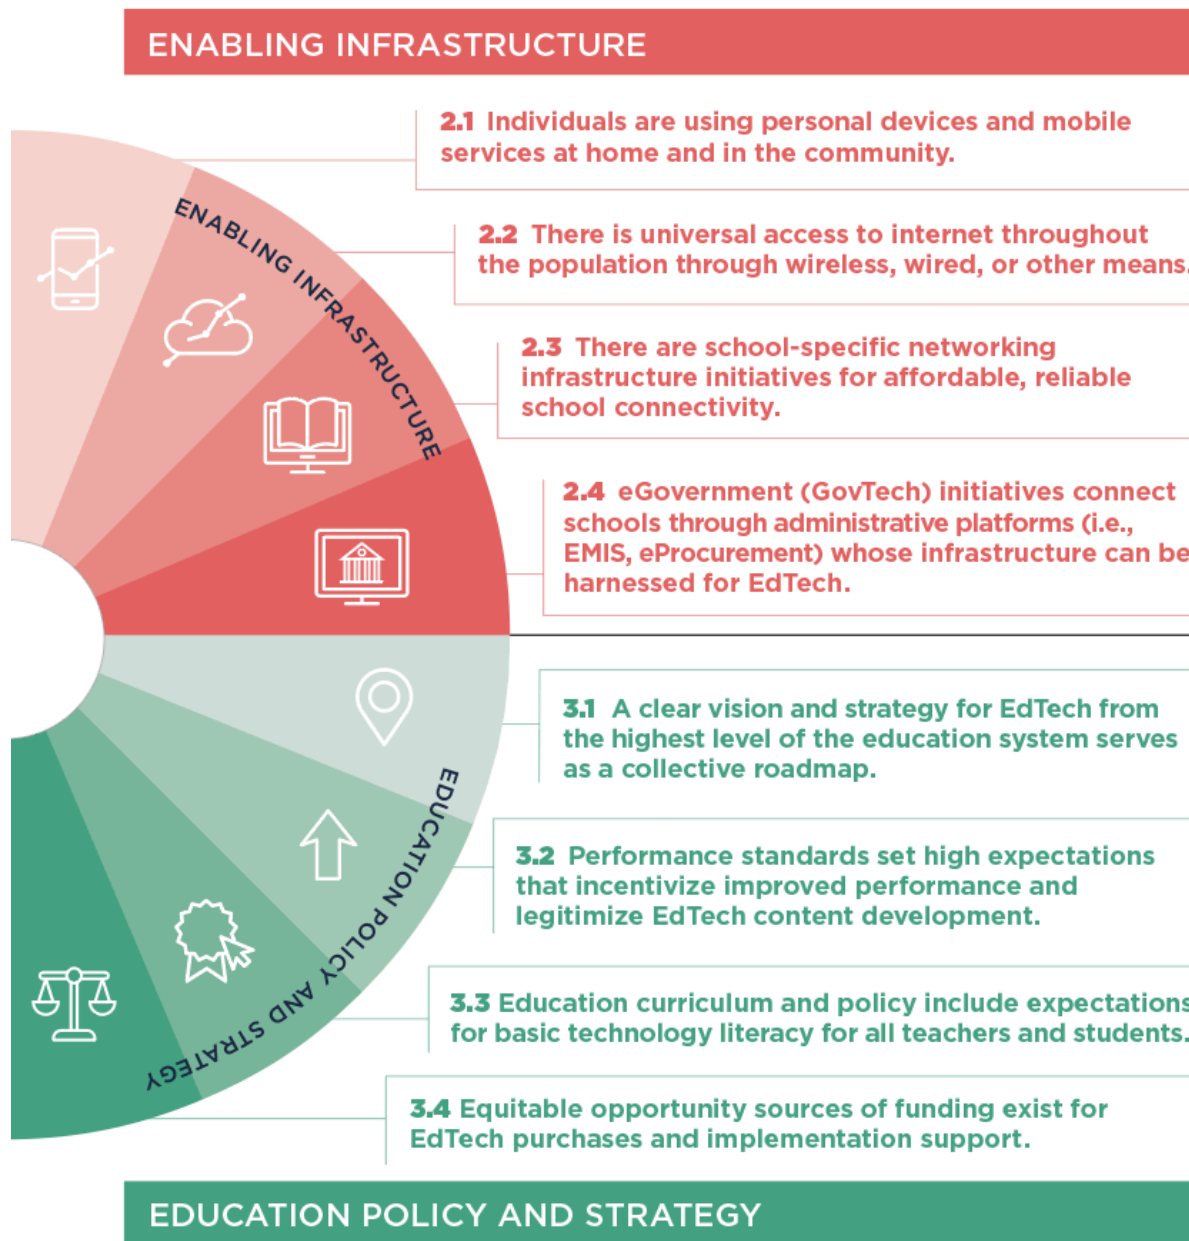 ENABLING INFRASTRUCTURE
2.1 Individuals are using personal devices and mobile
services at home and in the community.
ENABLING INFRASTRUCTURE
2.2 There is universal access to internet throughout
the population through wireless, wired, or other means.
2.3 There are school-specific networking
infrastructure initiatives for affordable, reliable
school connectivity.
2.4 eGovernment (GovTech) initiatives connect
schools through administrative platforms (i.e.,
EMIS, eProcurement) whose infrastructure can be
harnessed for EdTech.
3.1 A clear vision and strategy for EdTech from
the highest level of the education system serves
as a collective roadmap.
EDUCATION POLICY AND STRATEGY
3.2 Performance standards set high expectations
that incentivize improved performance and
legitimize EdTech content development.
3.3 Education curriculum and policy include expectations
for basic technology literacy for all teachers and students.
3.4 Equitable opportunity sources of funding exist for
EdTech purchases and implementation support.
EDUCATION POLICY AND STRATEGY